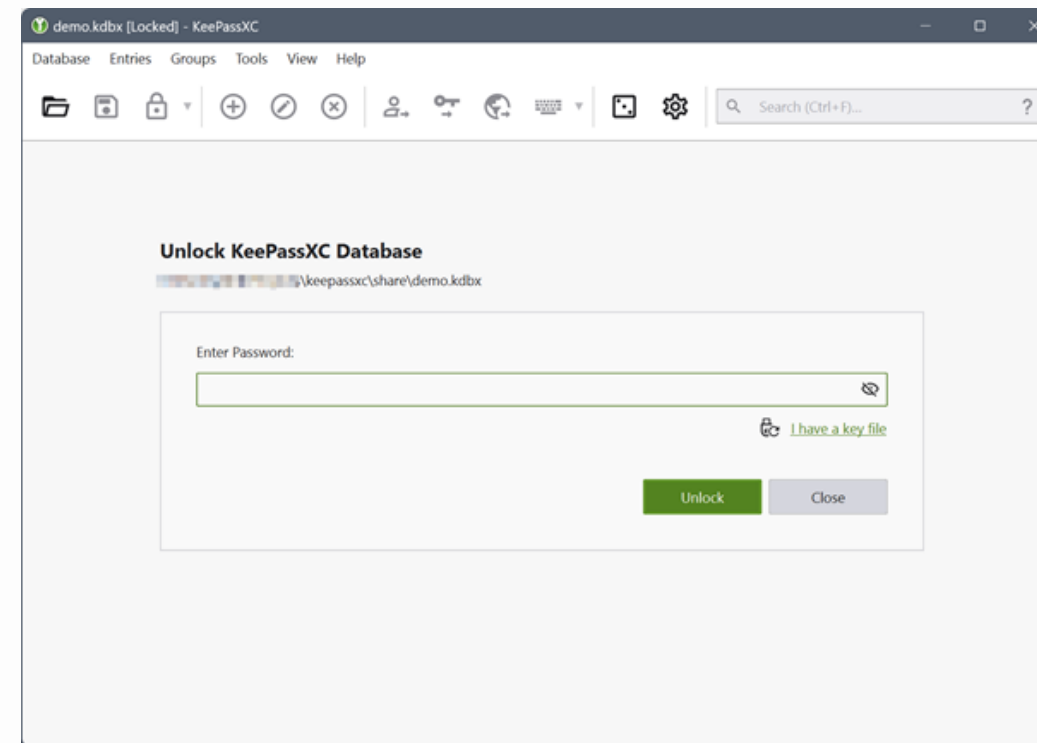 demo.kdbx [Locked] - KeePassXC
Database Entries Groups Tools View Help
Search (Ctrl+F)... ?
Unlock KeePassXC Database
\keepassxc\share\demo.kdbx
Enter Password:
I have a key file
Unlock Close